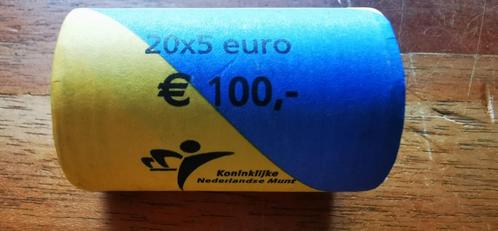 20x5 euro
€ 100,-
Koninklijke
Nederlandse Munt